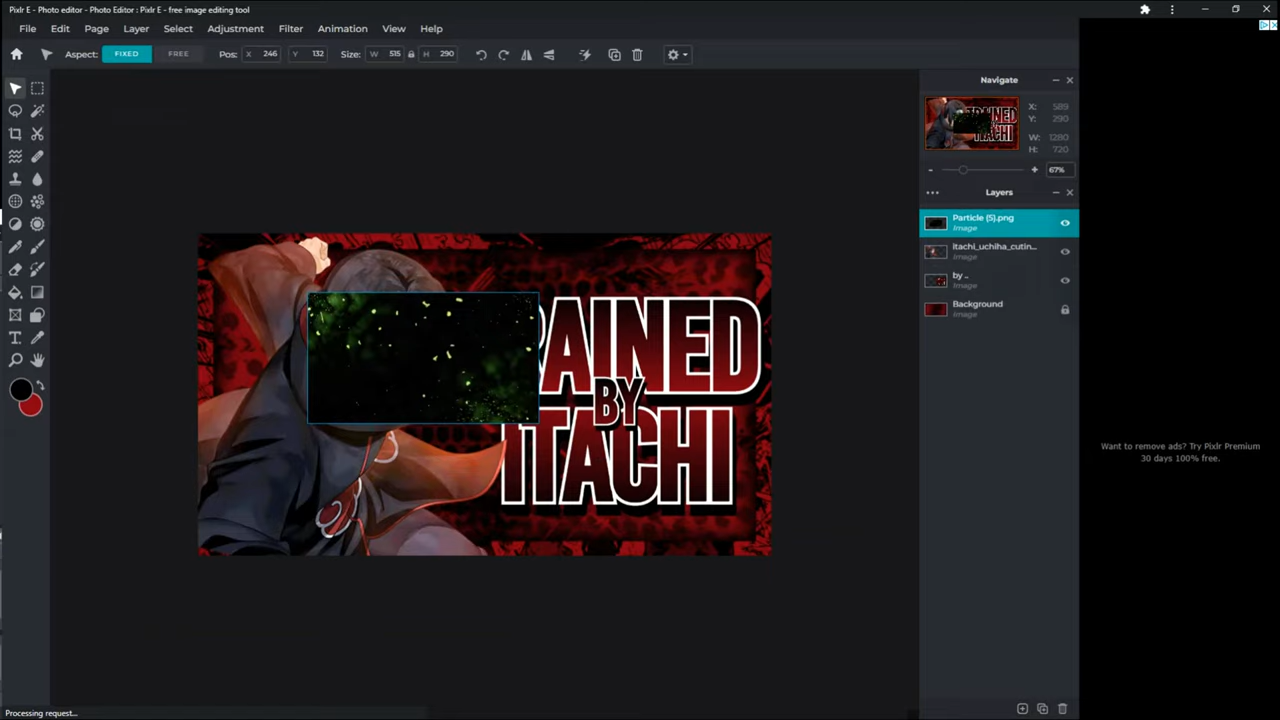 Pixlr E - Photo editor - Photo Editor : Pixlr E - free image editing tool
File Edit Page Layer Select Adjustment Filter Animation View Help
Aspect: FIXED FREE Pos: X 246 Y 132 Size: W 515 H 290
Navigate
X: 589
Y: 290
W: 1280
H: 720
- + 67%
Layers
Particle (5).png
Image
itachi_uchiha_cutin...
Image
by ..
Image
Background
Image
RAINED
BY
ITACHI
TRAINED
ITACHI
Want to remove ads? Try Pixlr Premium
30 days 100% free.
Processing request...